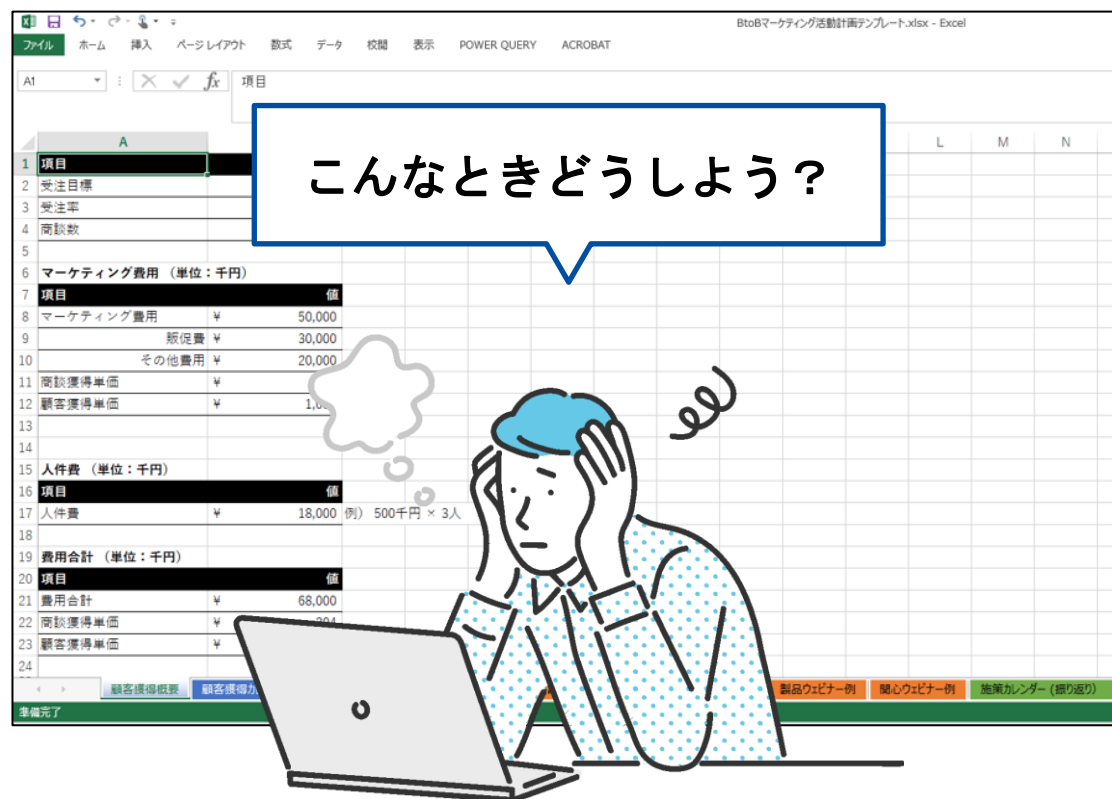 BtoBマーケティング活動計画テンプレート.xlsx - Excel
ファイル ホーム 挿入 ページ レイアウト 数式 データ 校閲 表示 POWER QUERY ACROBAT
A1 fx 項目
こんなときどうしよう？
A L M N
1 項目
2 受注目標
3 受注率
4 商談数
5
6 マーケティング費用 （単位：千円）
7 項目 値
8 マーケティング費用 ¥ 50,000
9 販促費 ¥ 30,000
10 その他費用 ¥ 20,000
11 商談獲得単価 ¥
12 顧客獲得単価 ¥
13
14
15 人件費 （単位：千円）
16 項目 値
17 人件費 ¥ 18,000 例） 500千円 × 3人
18
19 費用合計 （単位：千円）
20 項目 値
21 費用合計 ¥ 68,000
22 商談獲得単価 ¥
23 顧客獲得単価 ¥
24
顧客獲得概要 顧客獲得 製品ウェビナー例 関心ウェビナー例 施策カレンダー (振り返り)
準備完了